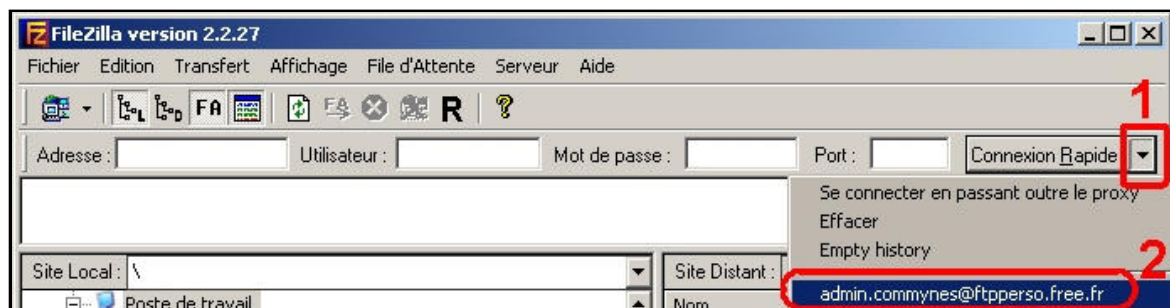 FileZilla version 2.2.27
Fichier Edition Transfert Affichage File d'Attente Serveur Aide
L D FA FA R ?
1
Adresse : Utilisateur : Mot de passe : Port : Connexion Rapide
Se connecter en passant outre le proxy
Effacer
Empty history
2
Site Local : \ Site Distant :
admin.commynes@ftpperso.free.fr
Poste de travail Nom